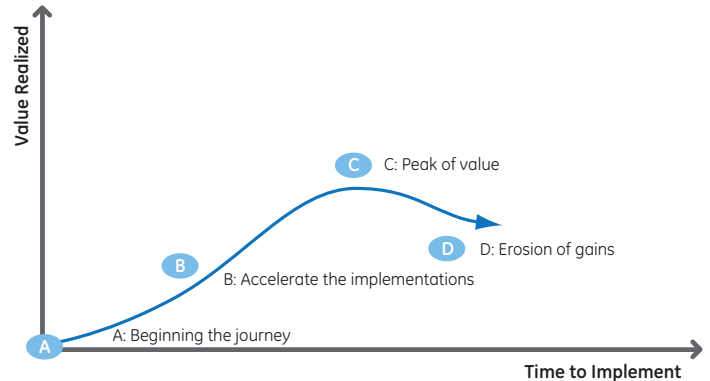 Value Realized
C
C: Peak of value
D
D: Erosion of gains
B
B: Accelerate the implementations
A: Beginning the journey
A
Time to Implement